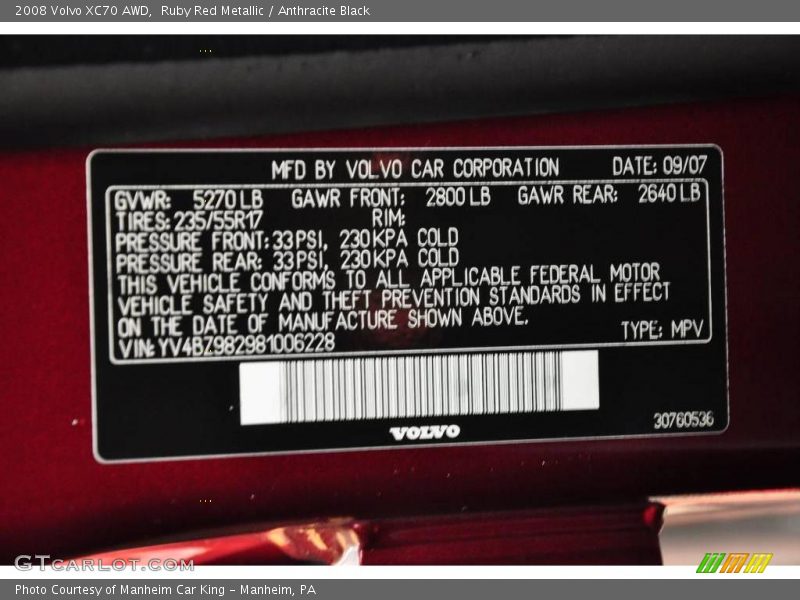 2008 Volvo XC70 AWD, Ruby Red Metallic / Anthracite Black
MFD BY VOLVO CAR CORPORATION DATE: 09/07
GVWR: 5270 LB GAWR FRONT: 2800 LB GAWR REAR: 2640 LB
TIRES: 235/55R17 RIM:
PRESSURE FRONT: 33 PSI, 230 KPA COLD
PRESSURE REAR: 33 PSI, 230 KPA COLD
THIS VEHICLE CONFORMS TO ALL APPLICABLE FEDERAL MOTOR
VEHICLE SAFETY AND THEFT PREVENTION STANDARDS IN EFFECT
ON THE DATE OF MANUFACTURE SHOWN ABOVE.
VIN: YV4BZ982981006228 TYPE: MPV
30760536
VOLVO
GTCARLOT.COM
Photo Courtesy of Manheim Car King - Manheim, PA